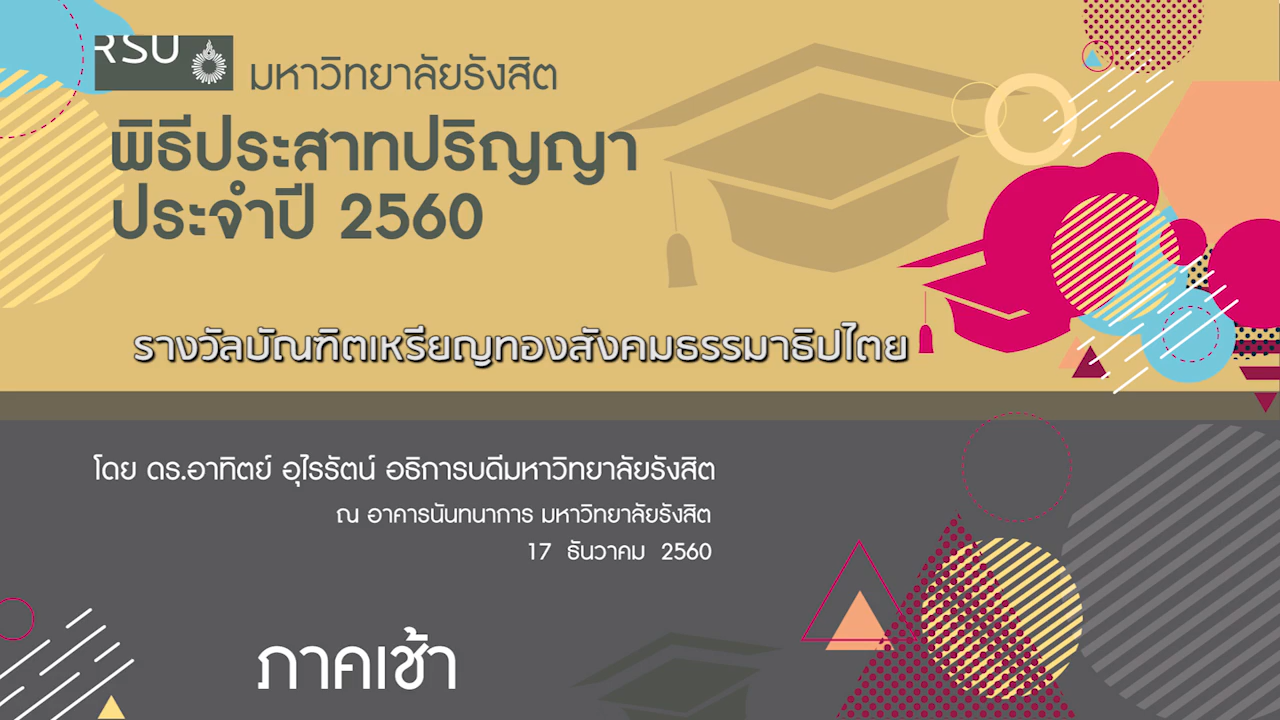 RSU
มหาวิทยาลัยรังสิต
พิธีประสาทปริญญา
ประจำปี 2560
รางวัลบัณฑิตเหรียญทองสังคมธรรมาธิปไตย
โดย ดร.อาทิตย์ อุไรรัตน์ อธิการบดีมหาวิทยาลัยรังสิต
ณ อาคารนันทนาการ มหาวิทยาลัยรังสิต
17 ธันวาคม 2560
ภาคเช้า